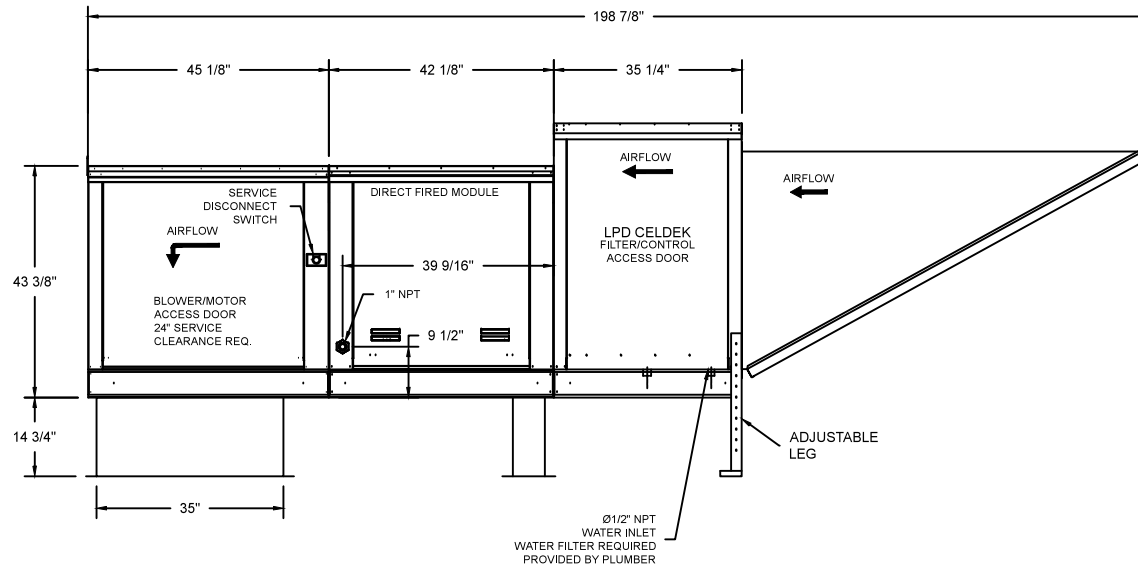 198 7/8"
45 1/8"
42 1/8"
35 1/4"
AIRFLOW
AIRFLOW
SERVICE
DISCONNECT
SWITCH
DIRECT FIRED MODULE
AIRFLOW
LPD CELDEK
FILTER/CONTROL
ACCESS DOOR
39 9/16"
43 3/8"
1" NPT
BLOWER/MOTOR
ACCESS DOOR
24" SERVICE
CLEARANCE REQ.
9 1/2"
14 3/4"
ADJUSTABLE
LEG
35"
Ø1/2" NPT
WATER INLET
WATER FILTER REQUIRED
PROVIDED BY PLUMBER